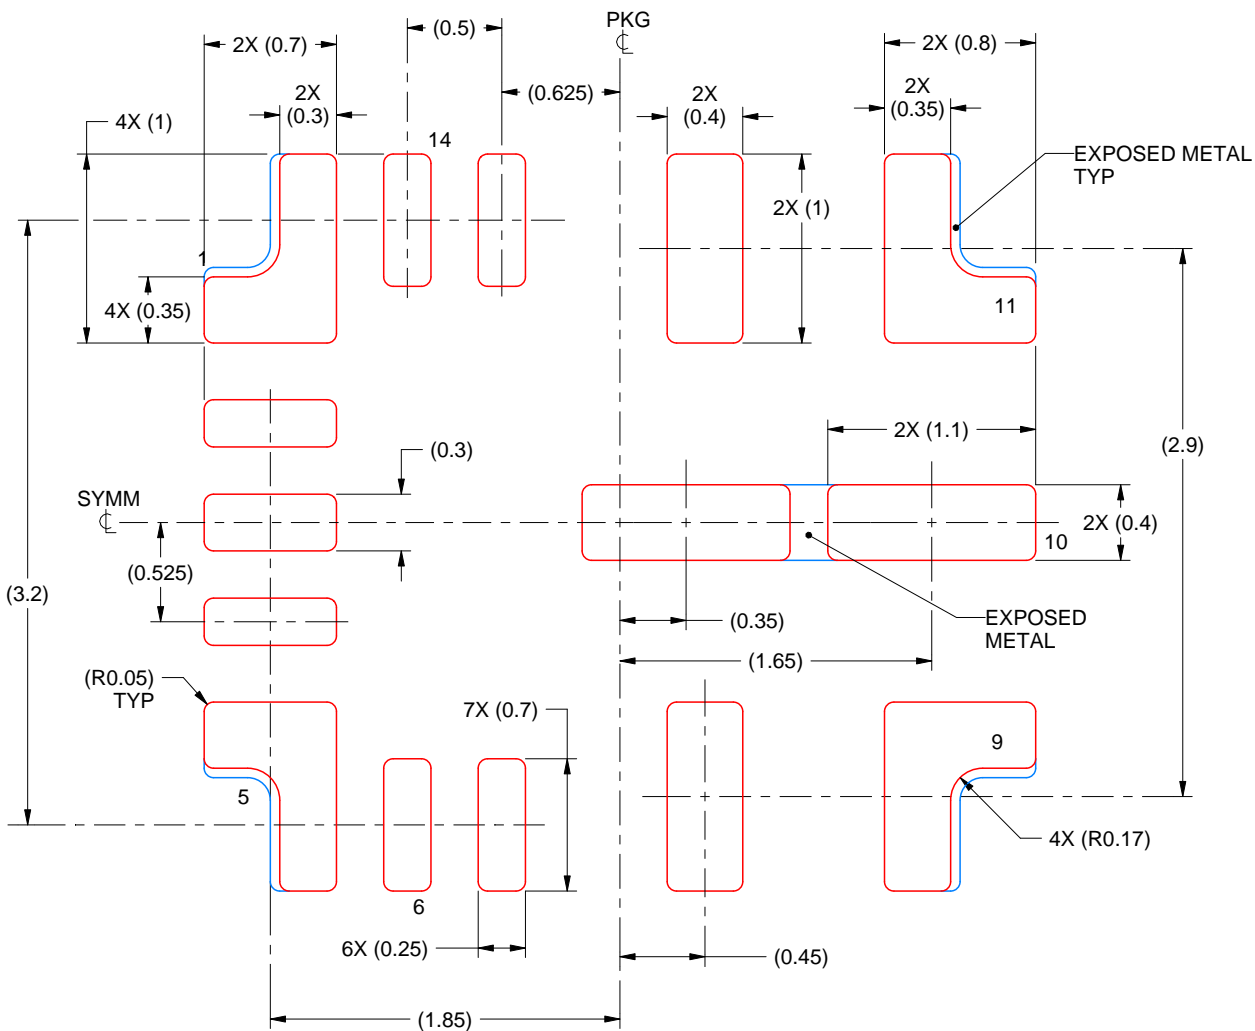 PKG
(0.5)
2X (0.7)
2X (0.8)
(0.625)
2X
(0.3)
2X
(0.4)
2X
(0.35)
4X (1)
14
EXPOSED METAL
TYP
2X (1)
1
4X (0.35)
11
2X (1.1)
(0.3)
(2.9)
SYMM
2X (0.4)
10
(0.525)
(3.2)
(0.35)
EXPOSED
METAL
(1.65)
(R0.05)
TYP
7X (0.7)
9
5
4X (R0.17)
6
6X (0.25)
(0.45)
(1.85)